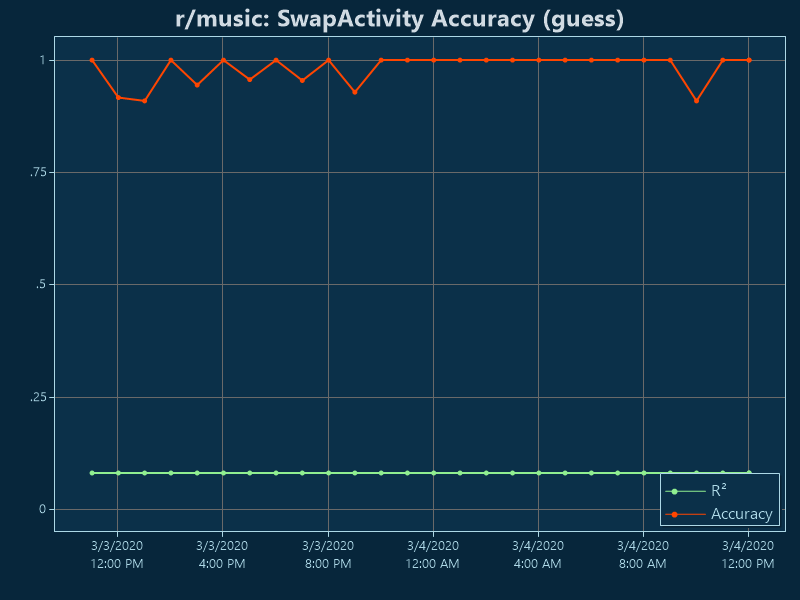 r/music: SwapActivity Accuracy (guess)
1
.75
.5
.25
0
R²
Accuracy
3/3/2020 3/3/2020 3/3/2020 3/4/2020 3/4/2020 3/4/2020 3/4/2020
12:00 PM 4:00 PM 8:00 PM 12:00 AM 4:00 AM 8:00 AM 12:00 PM